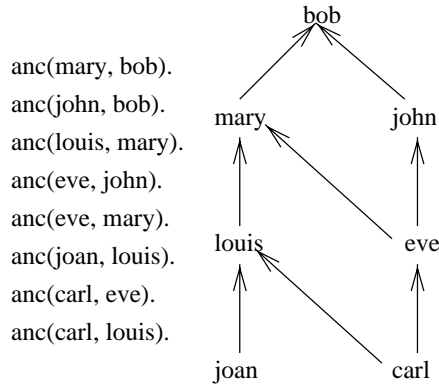 bob
anc(mary, bob).
anc(john, bob).
mary john
anc(louis, mary).
anc(eve, john).
anc(eve, mary).
louis eve
anc(joan, louis).
anc(carl, eve).
anc(carl, louis).
joan carl